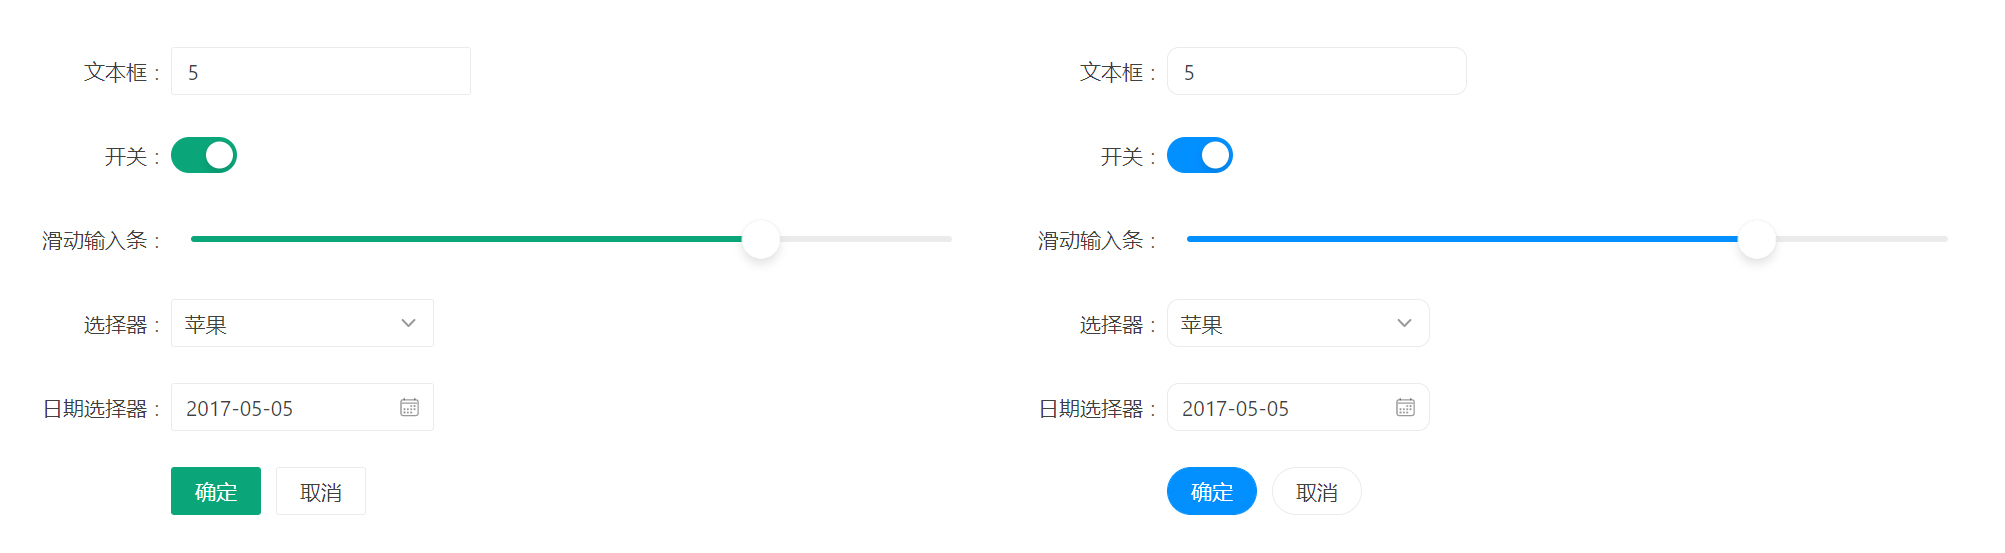 文本框：5
开关：
滑动输入条：
选择器：苹果
日期选择器：2017-05-05
确定 取消
文本框：5
开关：
滑动输入条：
选择器：苹果
日期选择器：2017-05-05
确定 取消